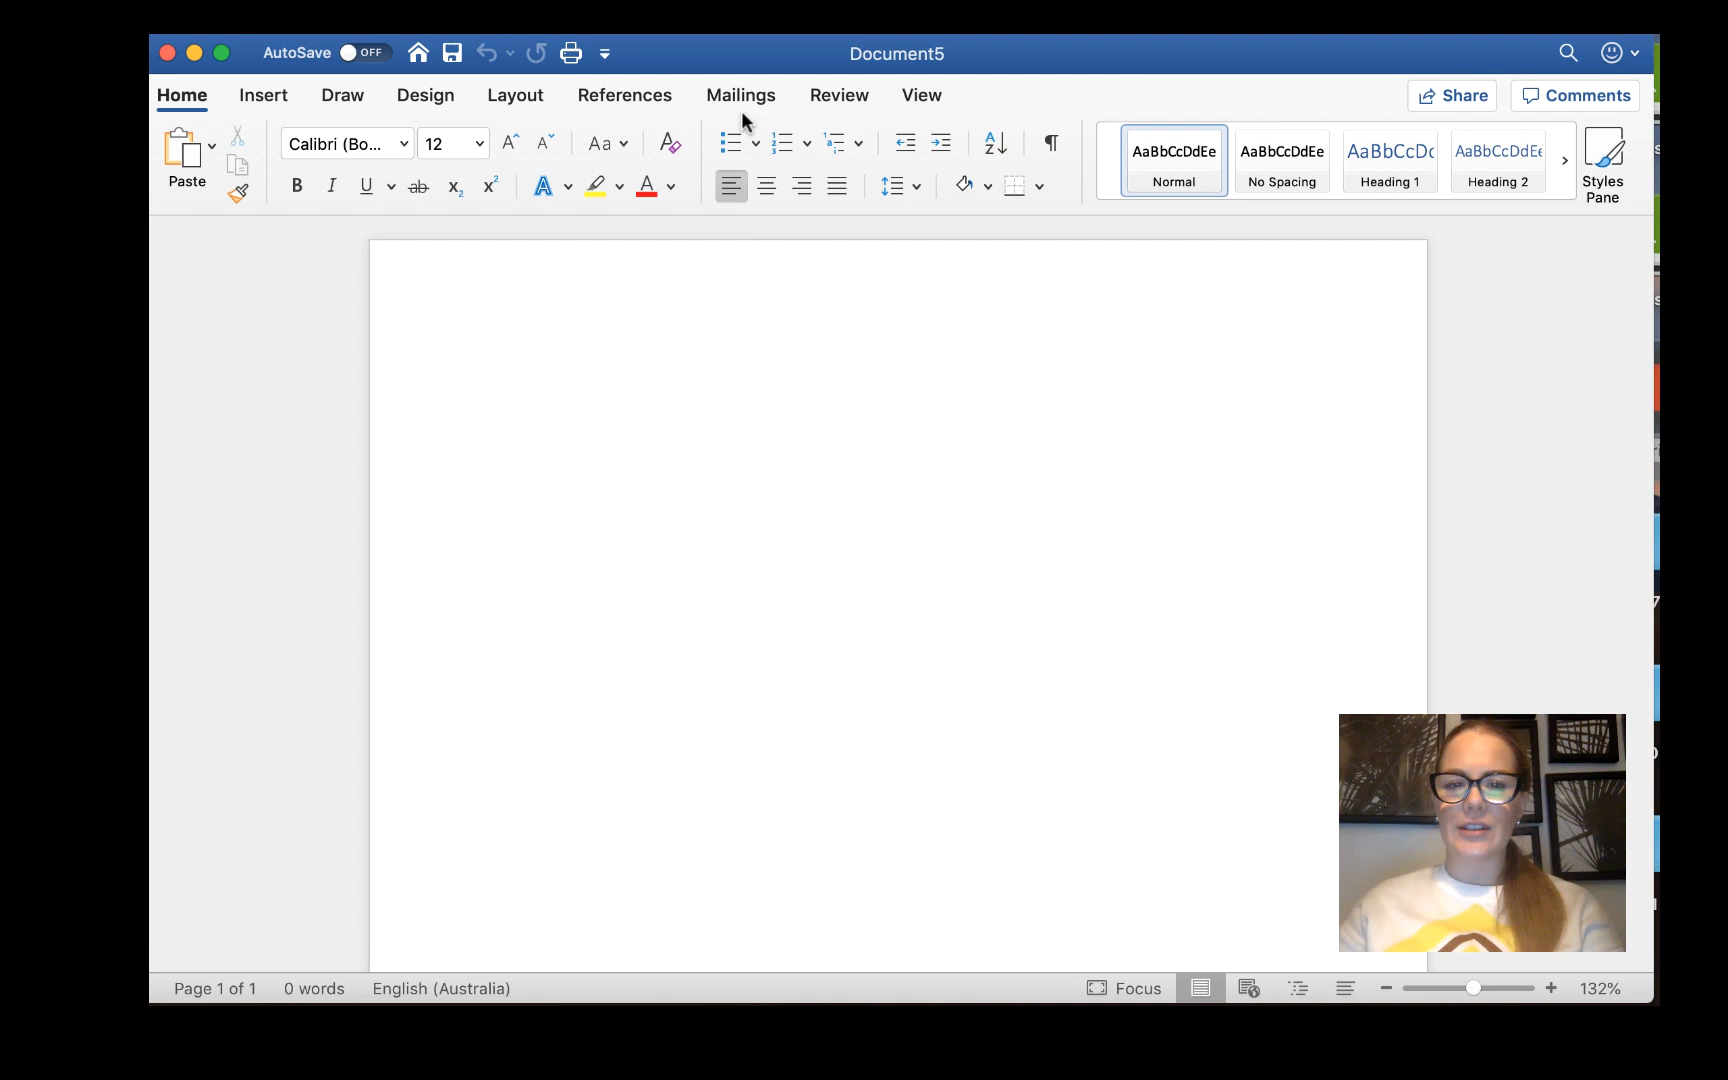 AutoSave OFF
Document5
Home Insert Draw Design Layout References Mailings Review View Share Comments
Paste
Calibri (Bo... 12
AaBbCcDdEe AaBbCcDdEe AaBbCcDc AaBbCcDdEe
Normal No Spacing Heading 1 Heading 2
Styles Pane
Page 1 of 1 0 words English (Australia) Focus 132%